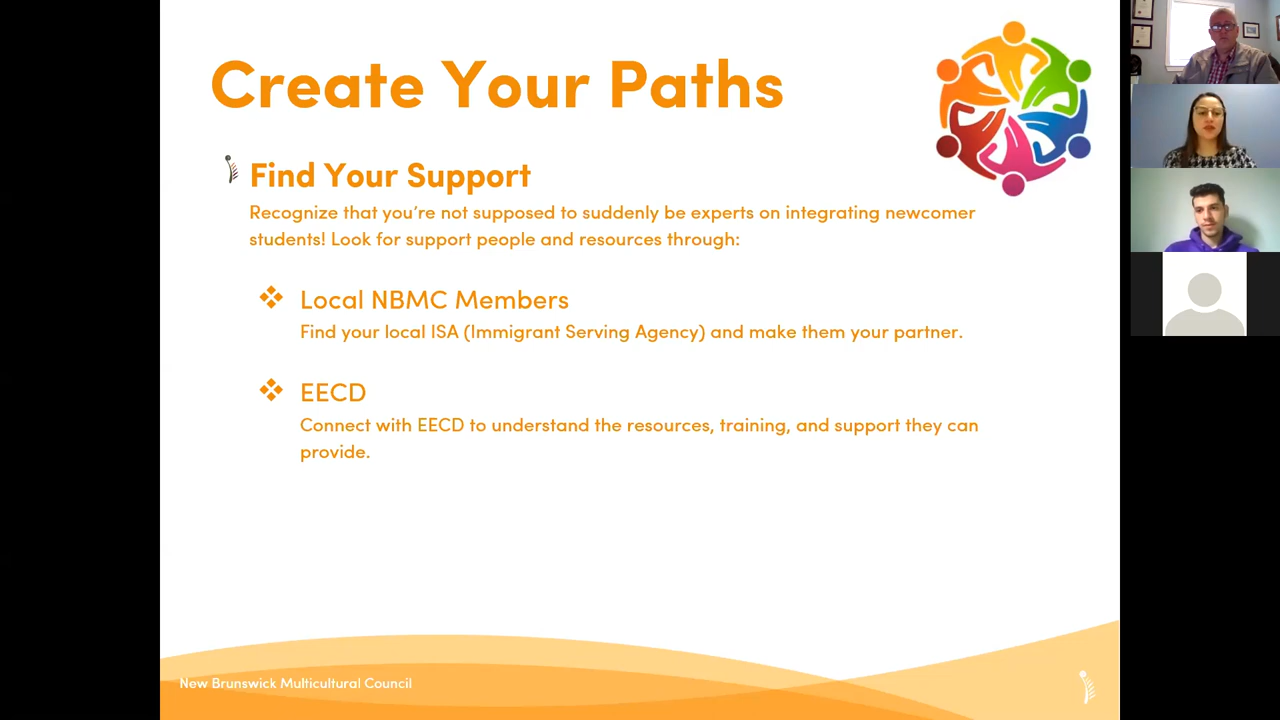 Create Your Paths
Find Your Support
Recognize that you're not supposed to suddenly be experts on integrating newcomer
students! Look for support people and resources through:
Local NBMC Members
Find your local ISA (Immigrant Serving Agency) and make them your partner.
EECD
Connect with EECD to understand the resources, training, and support they can
provide.
New Brunswick Multicultural Council